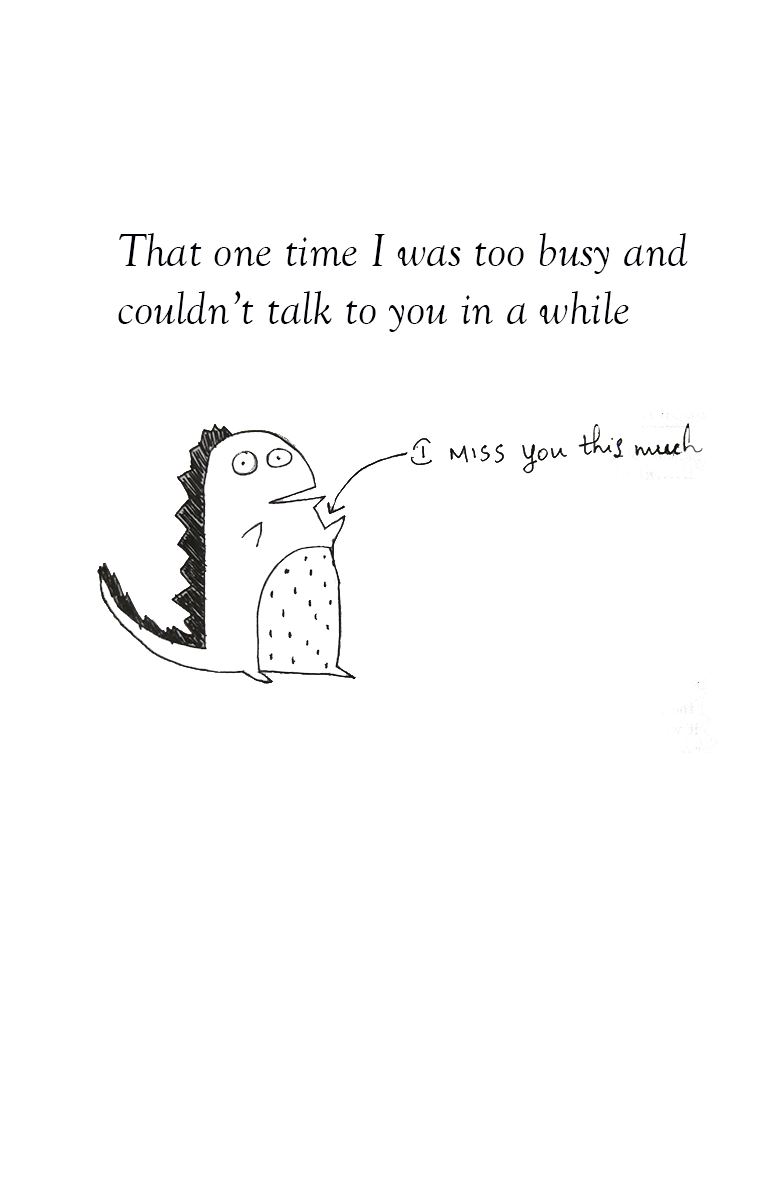 That one time I was too busy and
couldn’t talk to you in a while
I MISS you this much